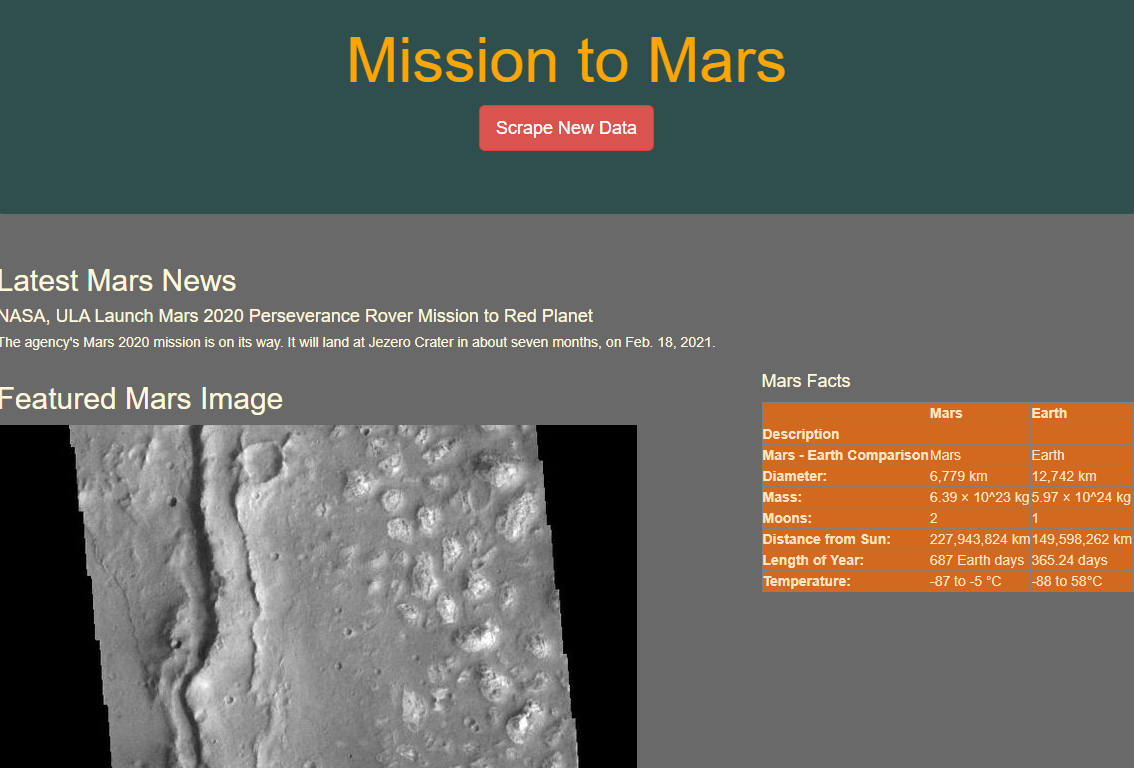 Mission to Mars
Scrape New Data
Latest Mars News
NASA, ULA Launch Mars 2020 Perseverance Rover Mission to Red Planet
The agency's Mars 2020 mission is on its way. It will land at Jezero Crater in about seven months, on Feb. 18, 2021.
Featured Mars Image
Mars Facts
Mars Earth
Description
Mars - Earth Comparison Mars Earth
Diameter: 6,779 km 12,742 km
Mass: 6.39 × 10^23 kg 5.97 × 10^24 kg
Moons: 2 1
Distance from Sun: 227,943,824 km 149,598,262 km
Length of Year: 687 Earth days 365.24 days
Temperature: -87 to -5 °C -88 to 58°C